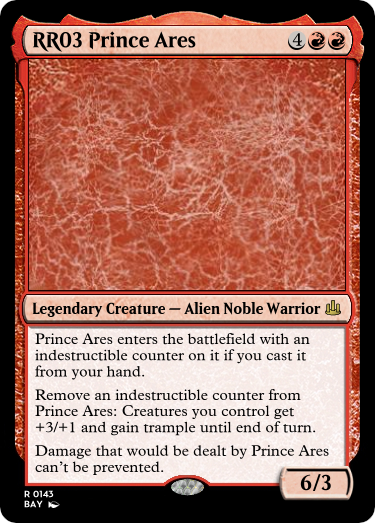 RR03 Prince Ares 4
Legendary Creature — Alien Noble Warrior
Prince Ares enters the battlefield with an
indestructible counter on it if you cast it
from your hand.
Remove an indestructible counter from
Prince Ares: Creatures you control get
+3/+1 and gain trample until end of turn.
Damage that would be dealt by Prince Ares
can't be prevented.
6/3
R 0143
BAY